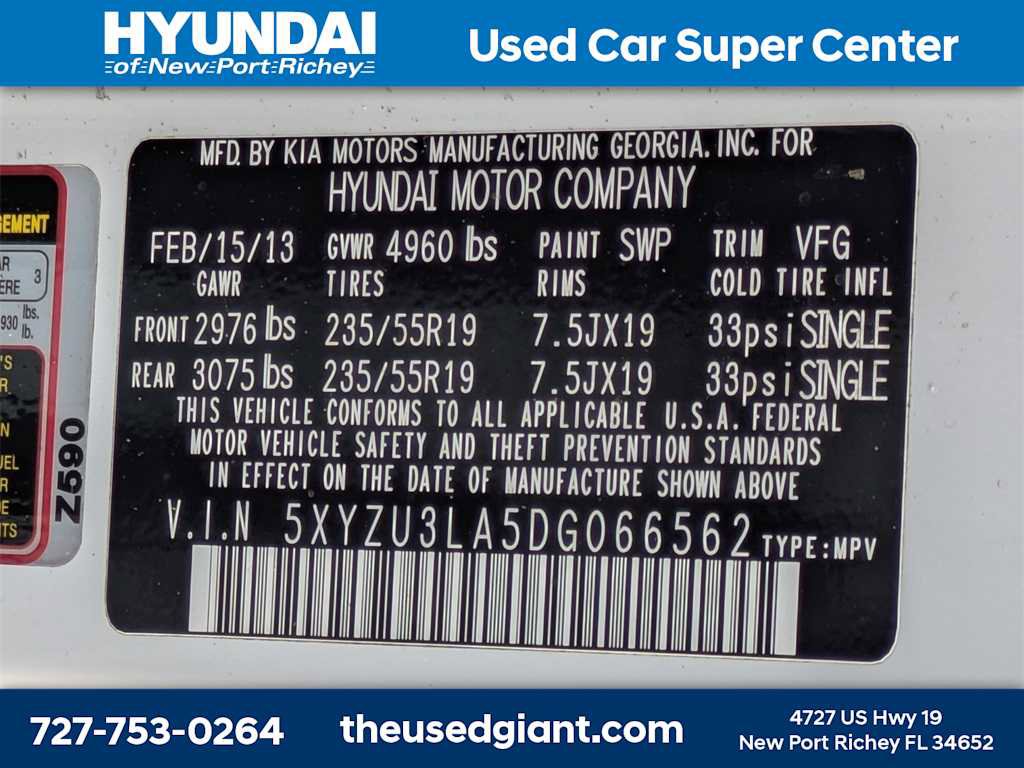 HYUNDAI
of New Port Richey
Used Car Super Center
MFD. BY KIA MOTORS MANUFACTURING GEORGIA. INC. FOR
HYUNDAI MOTOR COMPANY
FEB/15/13 GVWR 4960 lbs PAINT SWP TRIM VFG
GAWR TIRES RIMS COLD TIRE INFL
FRONT 2976 lbs 235/55R19 7.5JX19 33psi SINGLE
REAR 3075 lbs 235/55R19 7.5JX19 33psi SINGLE
THIS VEHICLE CONFORMS TO ALL APPLICABLE U.S.A. FEDERAL
MOTOR VEHICLE SAFETY AND THEFT PREVENTION STANDARDS
IN EFFECT ON THE DATE OF MANUFACTURE SHOWN ABOVE
V.I.N 5XYZU3LA5DG066562 TYPE:MPV
3
930 lbs.
lb.
Z590
727-753-0264
theusedgiant.com
4727 US Hwy 19
New Port Richey FL 34652